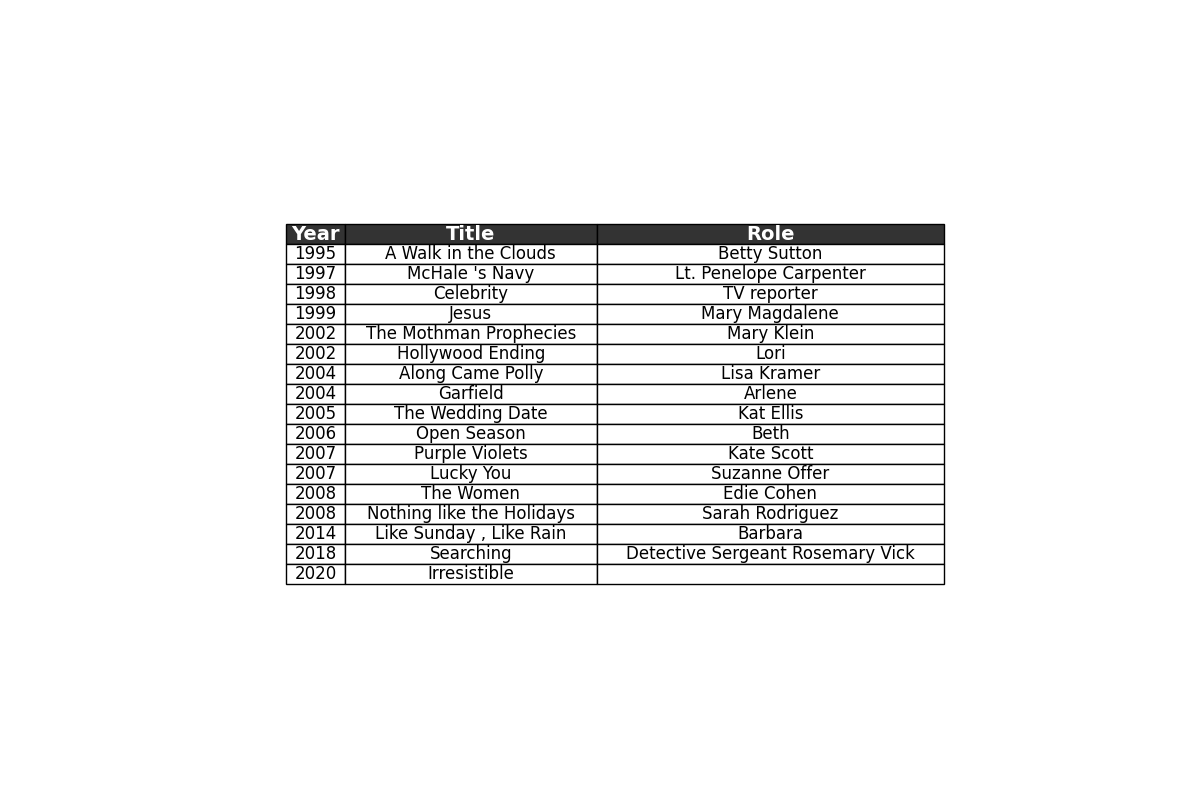 Year Title Role
1995 A Walk in the Clouds Betty Sutton
1997 McHale 's Navy Lt. Penelope Carpenter
1998 Celebrity TV reporter
1999 Jesus Mary Magdalene
2002 The Mothman Prophecies Mary Klein
2002 Hollywood Ending Lori
2004 Along Came Polly Lisa Kramer
2004 Garfield Arlene
2005 The Wedding Date Kat Ellis
2006 Open Season Beth
2007 Purple Violets Kate Scott
2007 Lucky You Suzanne Offer
2008 The Women Edie Cohen
2008 Nothing like the Holidays Sarah Rodriguez
2014 Like Sunday , Like Rain Barbara
2018 Searching Detective Sergeant Rosemary Vick
2020 Irresistible